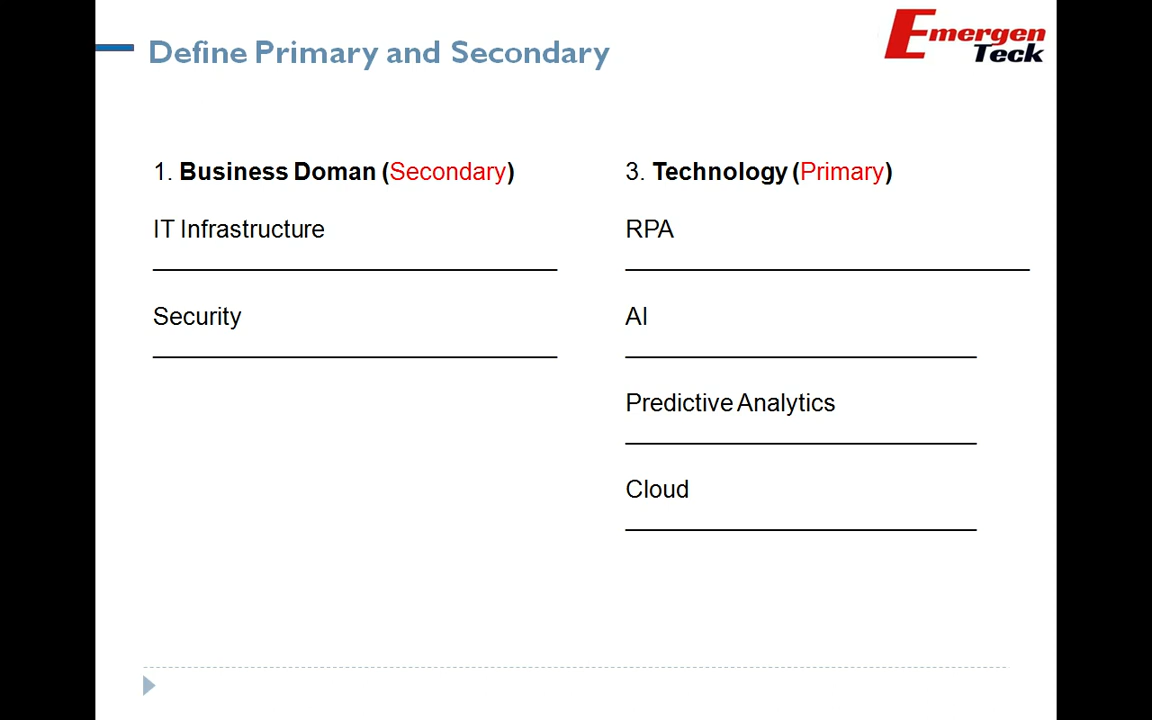 Define Primary and Secondary
Emergen
Teck
1. Business Doman (Secondary)
IT Infrastructure
Security
3. Technology (Primary)
RPA
AI
Predictive Analytics
Cloud